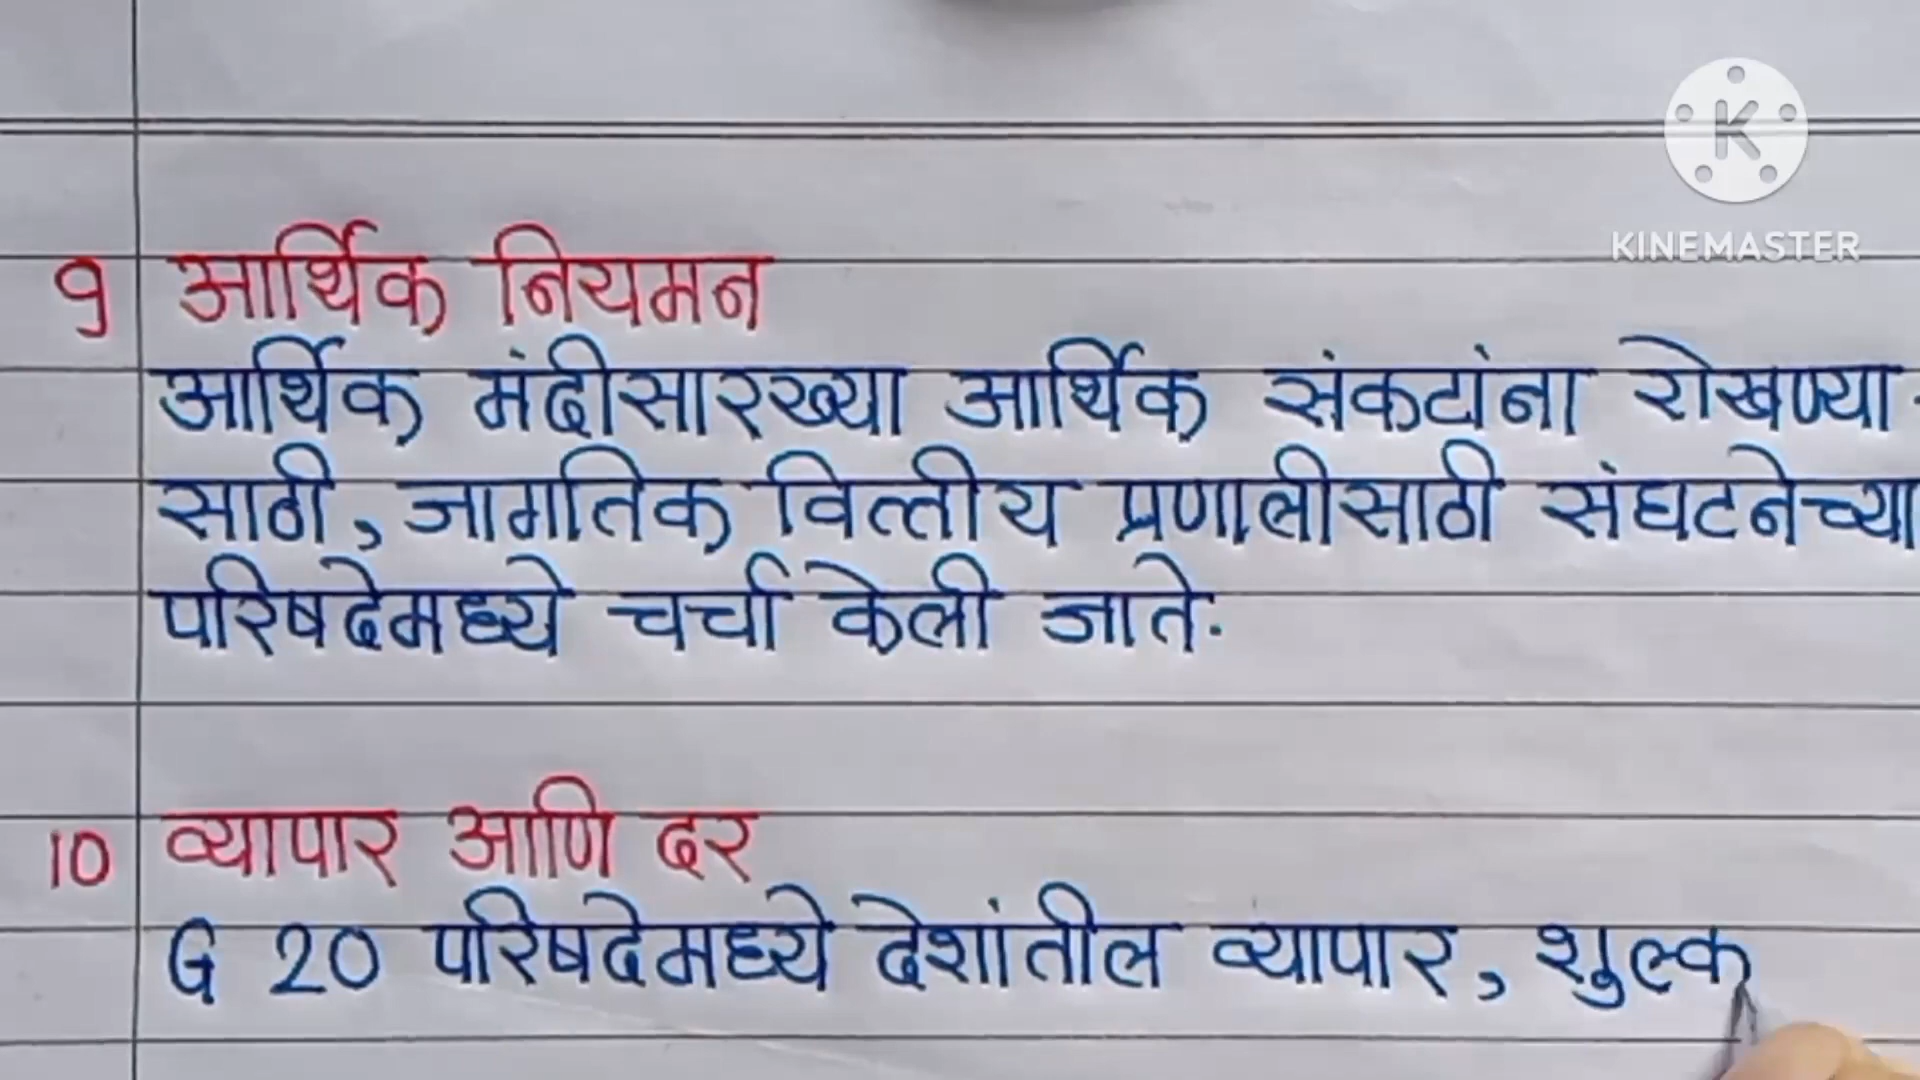 9 आर्थिक नियमन
आर्थिक मंदीसारख्या आर्थिक संकटांना रोखण्या-
साठी, जागतिक वित्तीय प्रणालीसाठी संघटनेच्या
परिषदेमध्ये चर्चा केली जाते.
10 व्यापार आणि दर
G 20 परिषदेमध्ये देशांतील व्यापार, शुल्क
K
KINEMASTER